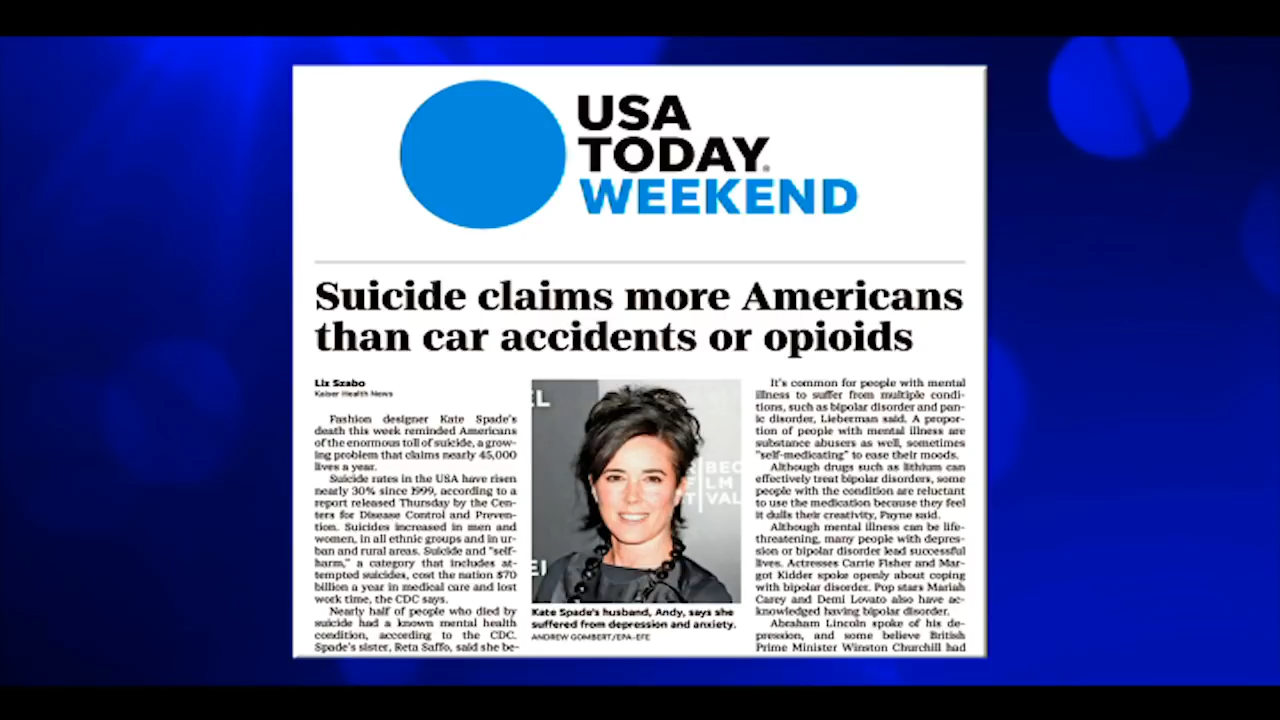 USA
TODAY
WEEKEND
Suicide claims more Americans
than car accidents or opioids
Liz Szabo
Kaiser Health News
Fashion designer Kate Spade's
death this week reminded Americans
of the enormous toll of suicide, a grow-
ing problem that claims nearly 45,000
lives a year.
Suicide rates in the USA have risen
nearly 30% since 1999, according to a
report released Thursday by the Cen-
ters for Disease Control and Preven-
tion. Suicides increased in men and
women, in all ethnic groups and in ur-
ban and rural areas. Suicide and "self-
harm," a category that includes at-
tempted suicides, cost the nation $70
billion a year in medical care and lost
work time, the CDC says.
Nearly half of people who died by
suicide had a known mental health
condition, according to the CDC.
Spade's sister, Reta Saffo, said she be-
EL
BEC
FILM
VAL
EI
Kate Spade's husband, Andy, says she
suffered from depression and anxiety.
ANDREW GOMBERT/EPA-EFE
It's common for people with mental
illness to suffer from multiple condi-
tions, such as bipolar disorder and pan-
ic disorder, Lieberman said. A propor-
tion of people with mental illness are
substance abusers as well, sometimes
"self-medicating" to ease their moods.
Although drugs such as lithium can
effectively treat bipolar disorders, some
people with the condition are reluctant
to use the medication because they feel
it dulls their creativity, Payne said.
Although mental illness can be life-
threatening, many people with depres-
sion or bipolar disorder lead successful
lives. Actresses Carrie Fisher and Mar-
got Kidder spoke openly about coping
with bipolar disorder. Pop stars Mariah
Carey and Demi Lovato also have ac-
knowledged having bipolar disorder.
Abraham Lincoln spoke of his de-
pression, and some believe British
Prime Minister Winston Churchill had